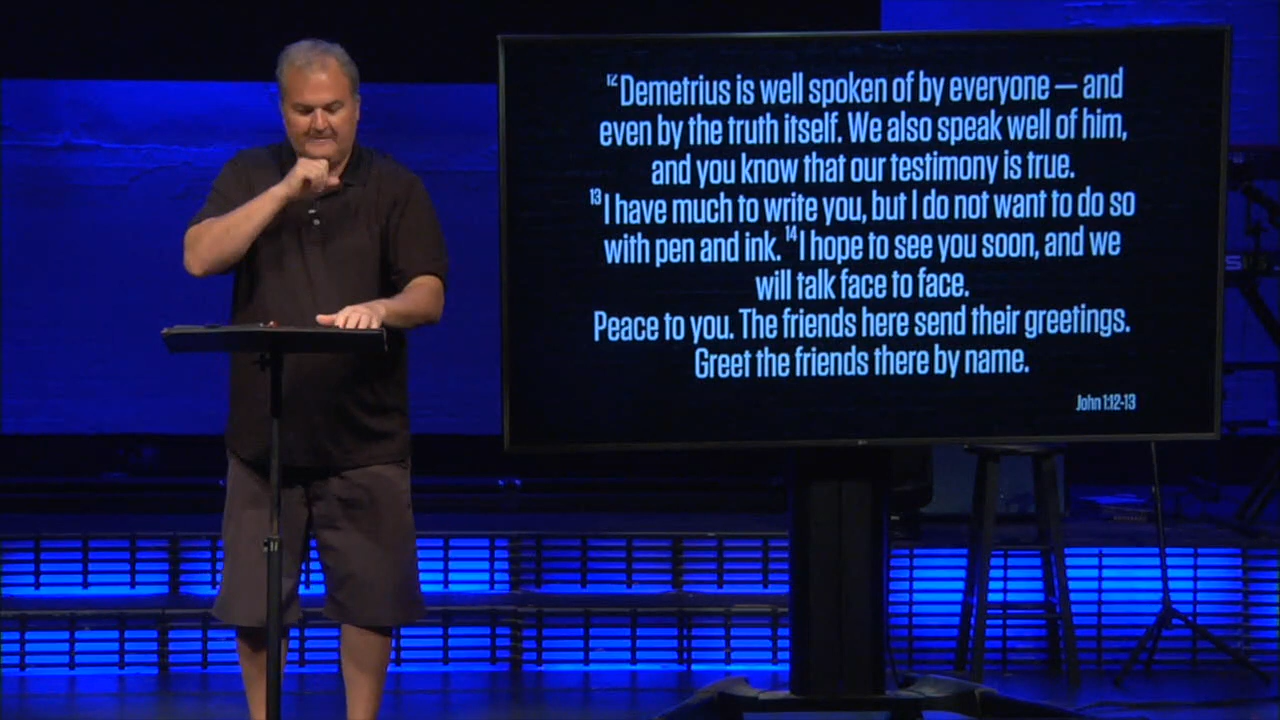 ¹²Demetrius is well spoken of by everyone — and
even by the truth itself. We also speak well of him,
and you know that our testimony is true.
¹³I have much to write you, but I do not want to do so
with pen and ink. ¹⁴I hope to see you soon, and we
will talk face to face.
Peace to you. The friends here send their greetings.
Greet the friends there by name.
John 1:12-13